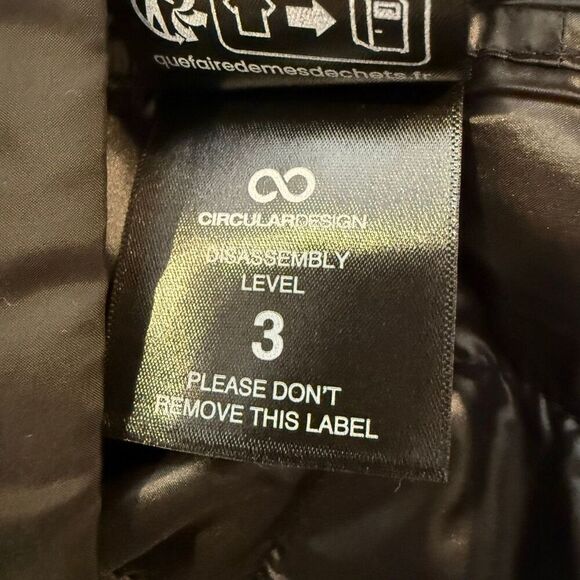 quefairedemesdechets.fr
CIRCULARDESIGN
DISASSEMBLY
LEVEL
3
PLEASE DON'T
REMOVE THIS LABEL